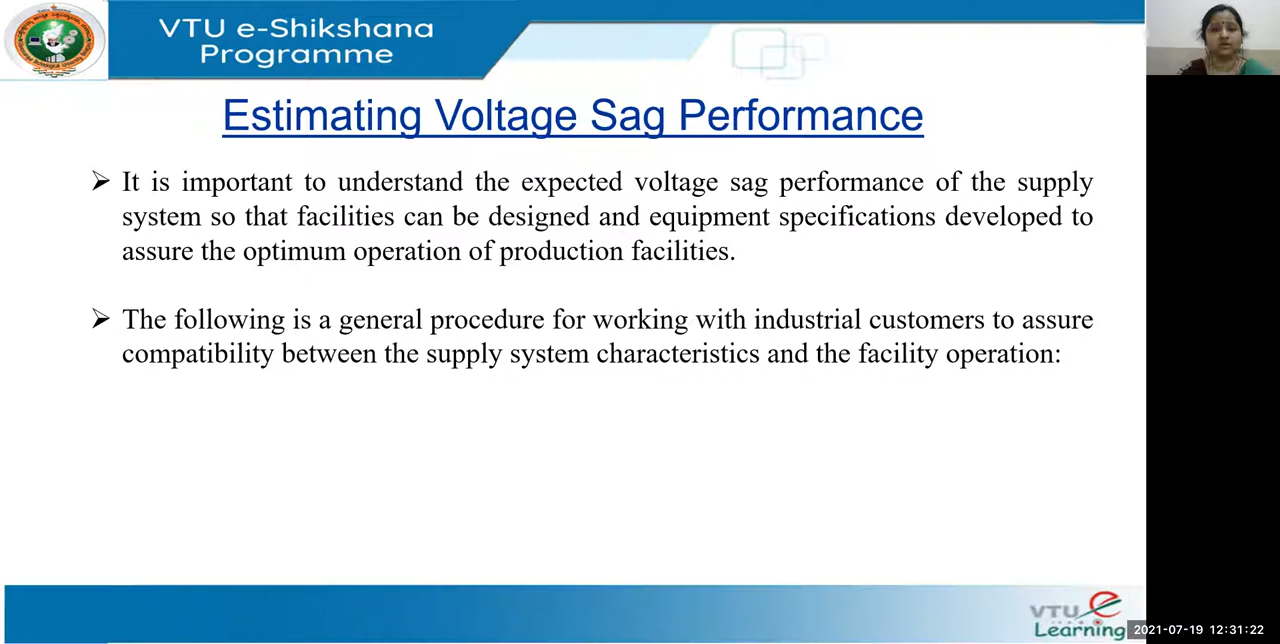 VTU e-Shikshana
Programme
Estimating Voltage Sag Performance
➢ It is important to understand the expected voltage sag performance of the supply
system so that facilities can be designed and equipment specifications developed to
assure the optimum operation of production facilities.
➢ The following is a general procedure for working with industrial customers to assure
compatibility between the supply system characteristics and the facility operation:
VTU e
Learning
2021-07-19 12:31:22